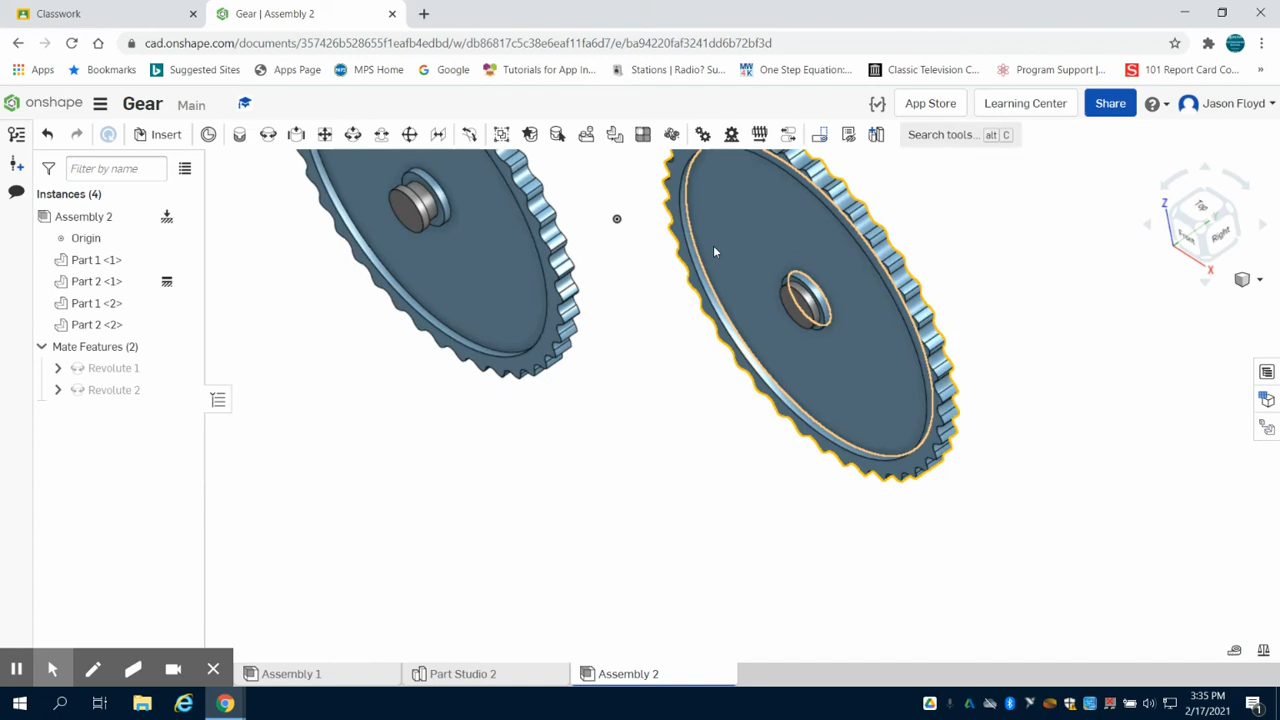 Classwork
Gear | Assembly 2
cad.onshape.com/documents/357426b528655f1eafb4edbd/w/db86817c5c38e6eaf11fa6d7/e/ba94220faf3241dd6b72bf3d
Apps Bookmarks Suggested Sites Apps Page MPS Home Google Tutorials for App In... Stations | Radio? Su... One Step Equation:... Classic Television C... Program Support |... 101 Report Card Co... »
onshape Gear Main App Store Learning Center Share Jason Floyd
Insert Search tools... alt C
Filter by name
Instances (4)
Assembly 2
Origin
Part 1 <1>
Part 2 <1>
Part 1 <2>
Part 2 <2>
Mate Features (2)
Revolute 1
Revolute 2
Z
Front Right
X
Assembly 1 Part Studio 2 Assembly 2
3:35 PM
2/17/2021
1